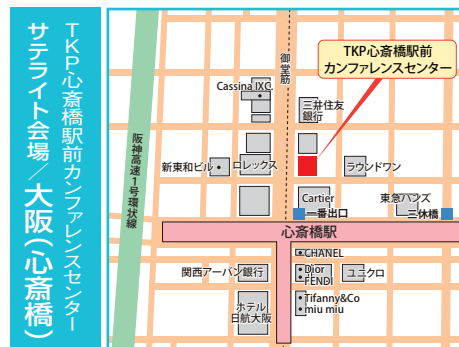 TKP心斎橋駅前カンファレンスセンター
サテライト会場/大阪(心斎橋)
御堂筋
TKP心斎橋駅前
カンファレンスセンター
Cassina IXC.
三井住友
銀行
阪神高速1号環状線
新東和ビル
ロレックス
ラウンドワン
Cartier
東急ハンズ
一番出口
三休橋
心斎橋駅
CHANEL
関西アーバン銀行
Dior
FENDI
ユニクロ
ホテル
日航大阪
Tifanny&Co
miu miu